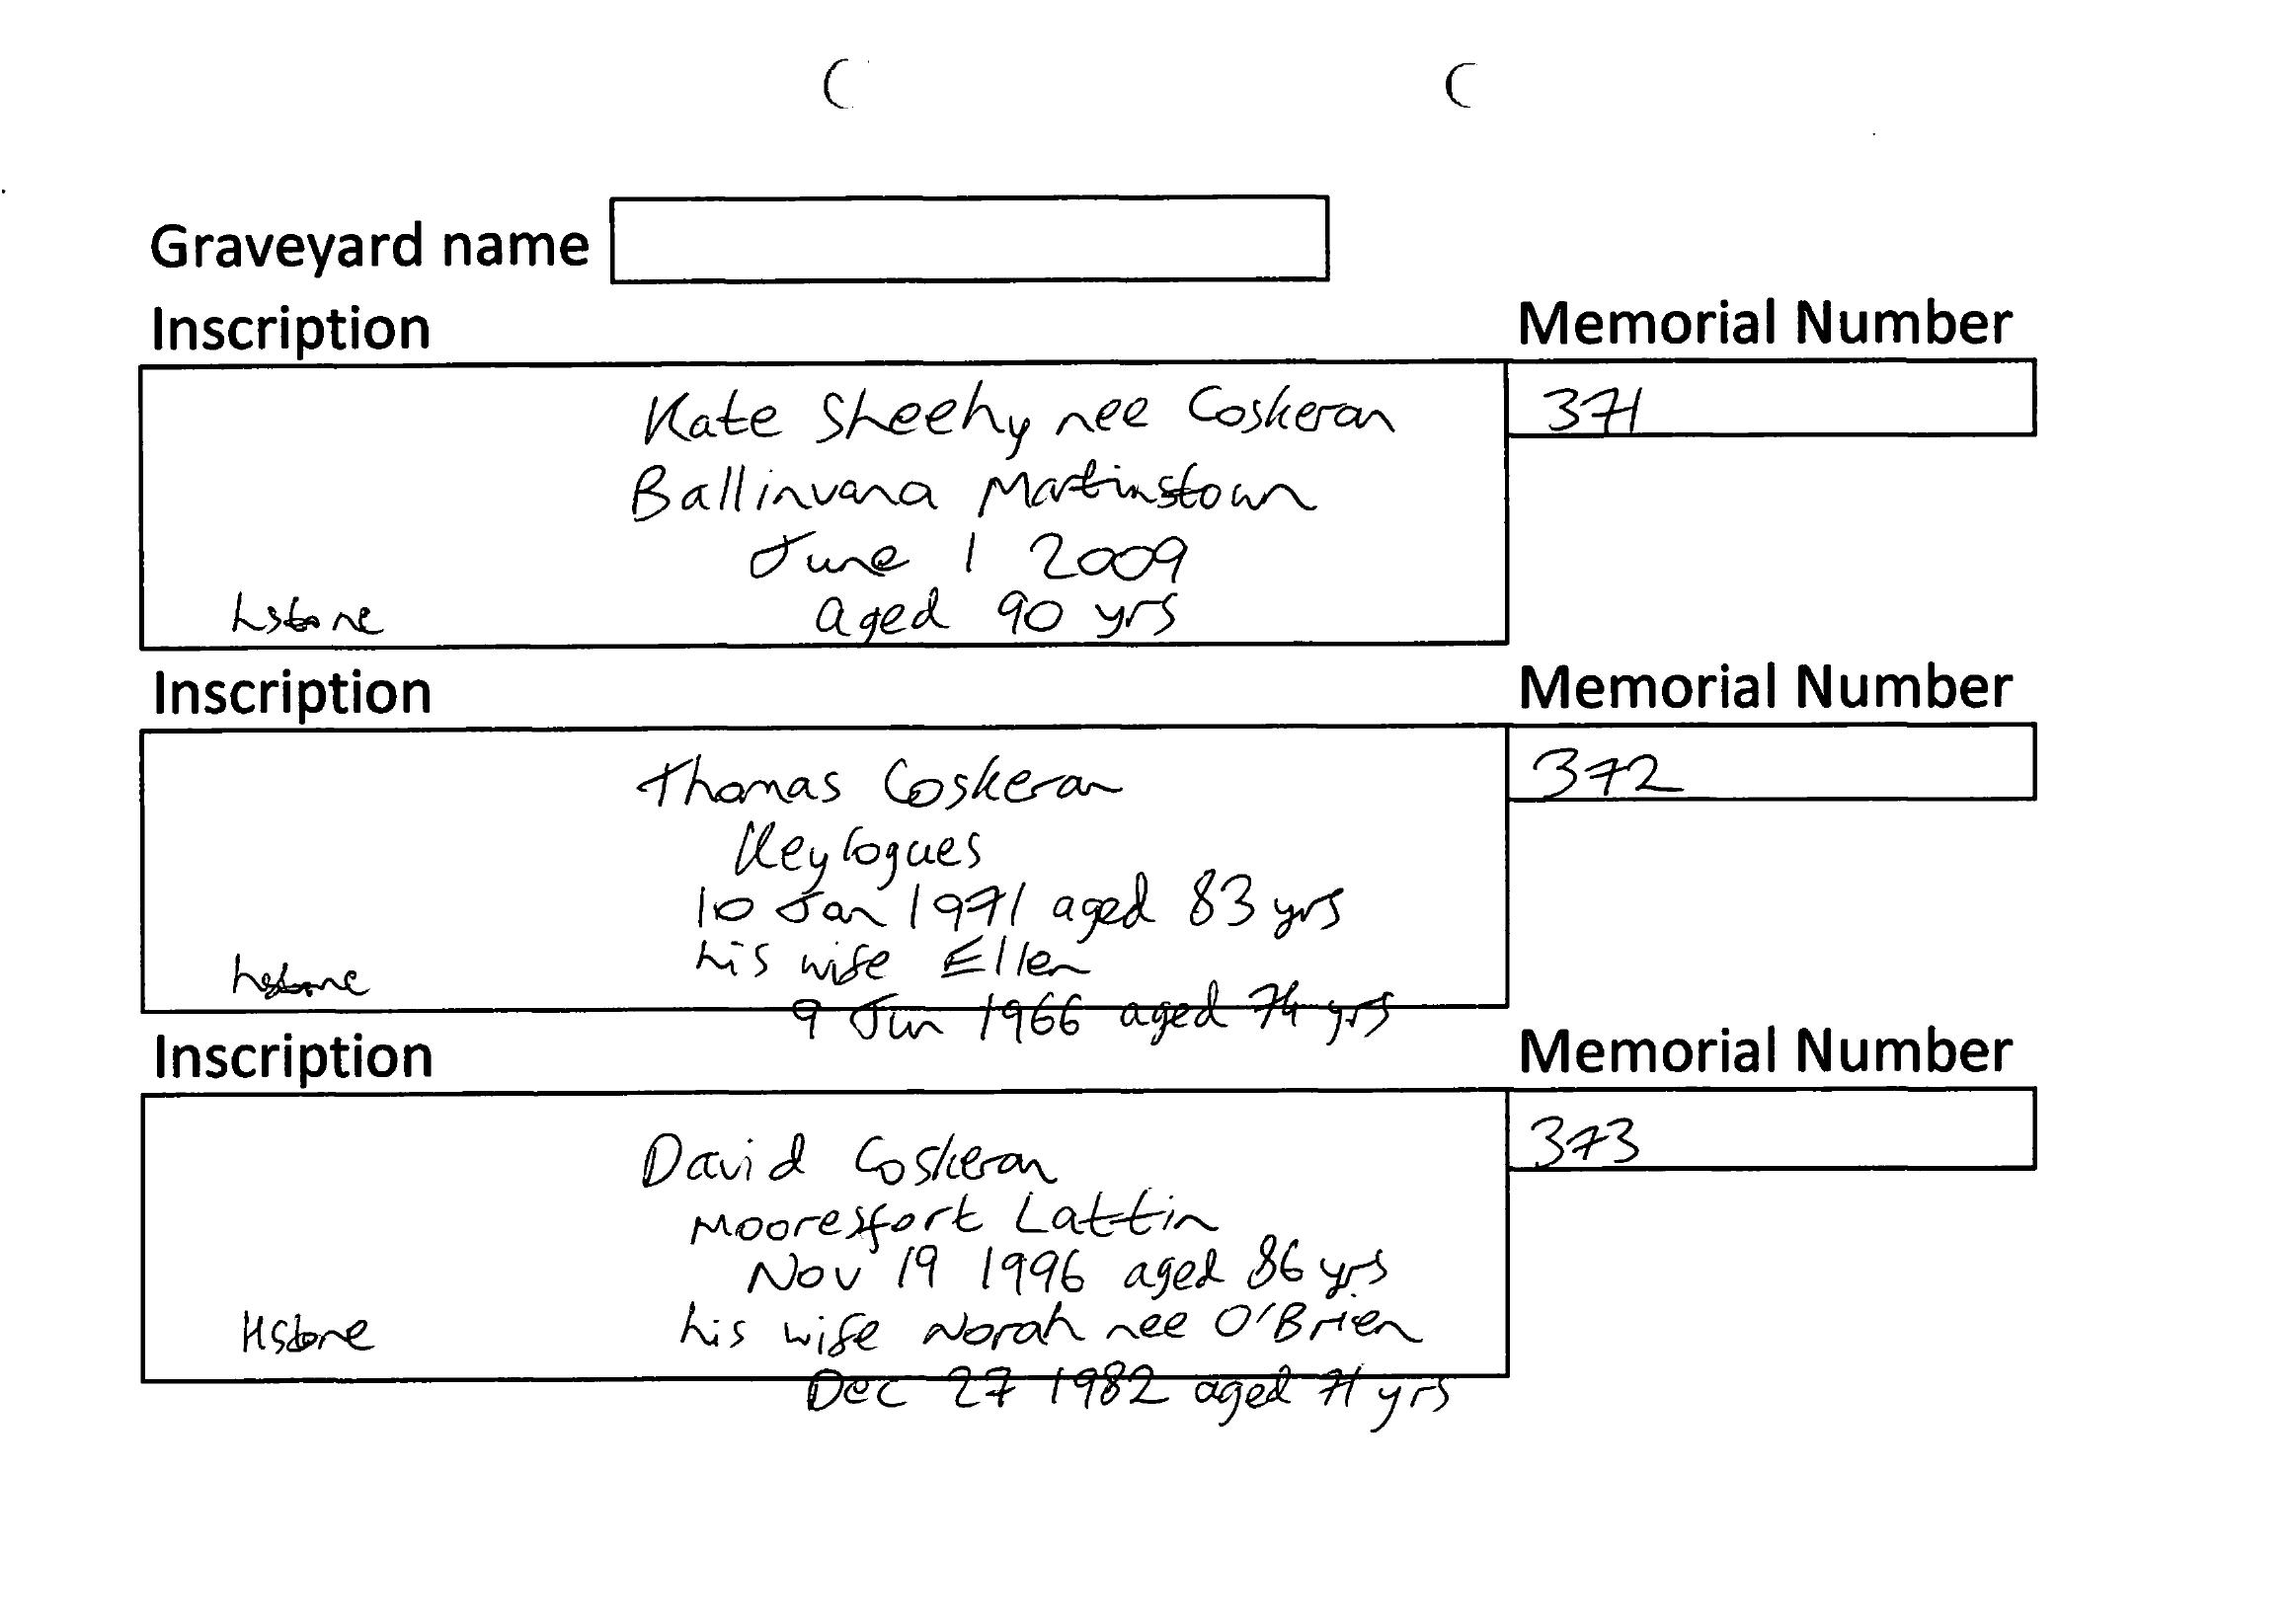 Graveyard name
Inscription Memorial Number
Kate Sheehy nee Coskeran 371
Ballinvana Martinstown
June 1 2009
hstone aged 90 yrs
Inscription Memorial Number
Thomas Coskeran 372
Keylogues
10 Jan 1971 aged 83 yrs
his wife Ellen
hstone
9 Jun 1966 aged 74 yrs
Inscription Memorial Number
David Coskeran 373
Mooresfort Lattin
Nov 19 1996 aged 86 yrs
Hstone his wife Norah nee O'Brien
Dec 27 1982 aged 71 yrs